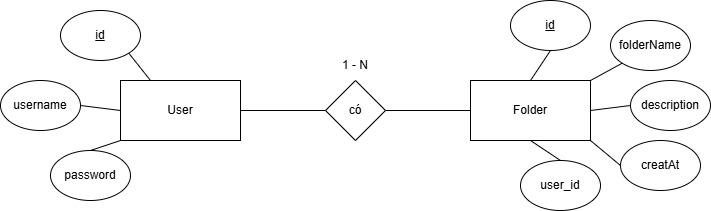 id
username
User
password
1 - N
có
id
folderName
Folder
description
creatAt
user_id